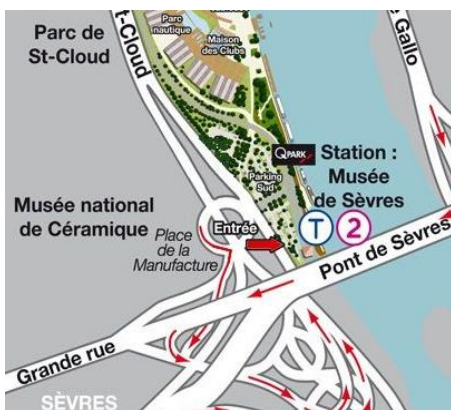 Parc
nautique
Maison
des Clubs
Parc de
St-Cloud
t-Cloud
e Gallo
QPARK
Station :
Musée
de Sèvres
Parking
Sud
T 2
Musée national
de Céramique
Place
de la
Manufacture
Entrée
Pont de Sèvres
Grande rue
SÈVRES